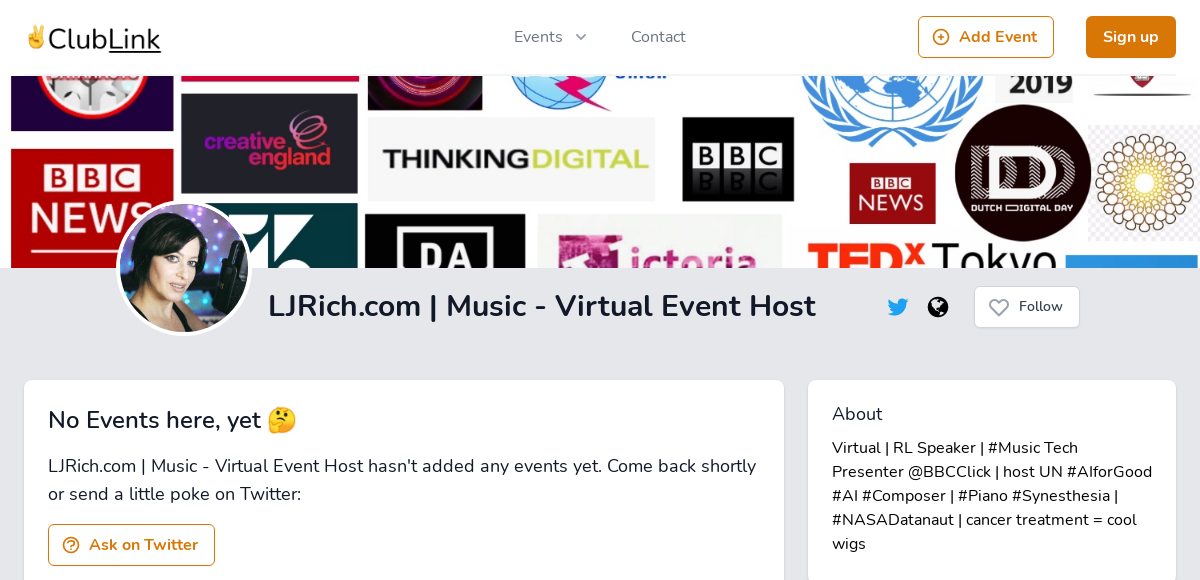 ✌ClubLink
Events
Contact
Add Event
Sign up
2019
creative
england
THINKINGDIGITAL
BBC
BBC
NEWS
BBC
NEWS
DUTCH DIGITAL DAY
DA
ictoria
TEDx Tokyo
LJRich.com | Music - Virtual Event Host
Follow
No Events here, yet 🤔
LJRich.com | Music - Virtual Event Host hasn't added any events yet. Come back shortly
or send a little poke on Twitter:
Ask on Twitter
About
Virtual | RL Speaker | #Music Tech
Presenter @BBCClick | host UN #AIforGood
#AI #Composer | #Piano #Synesthesia |
#NASADatanaut | cancer treatment = cool
wigs